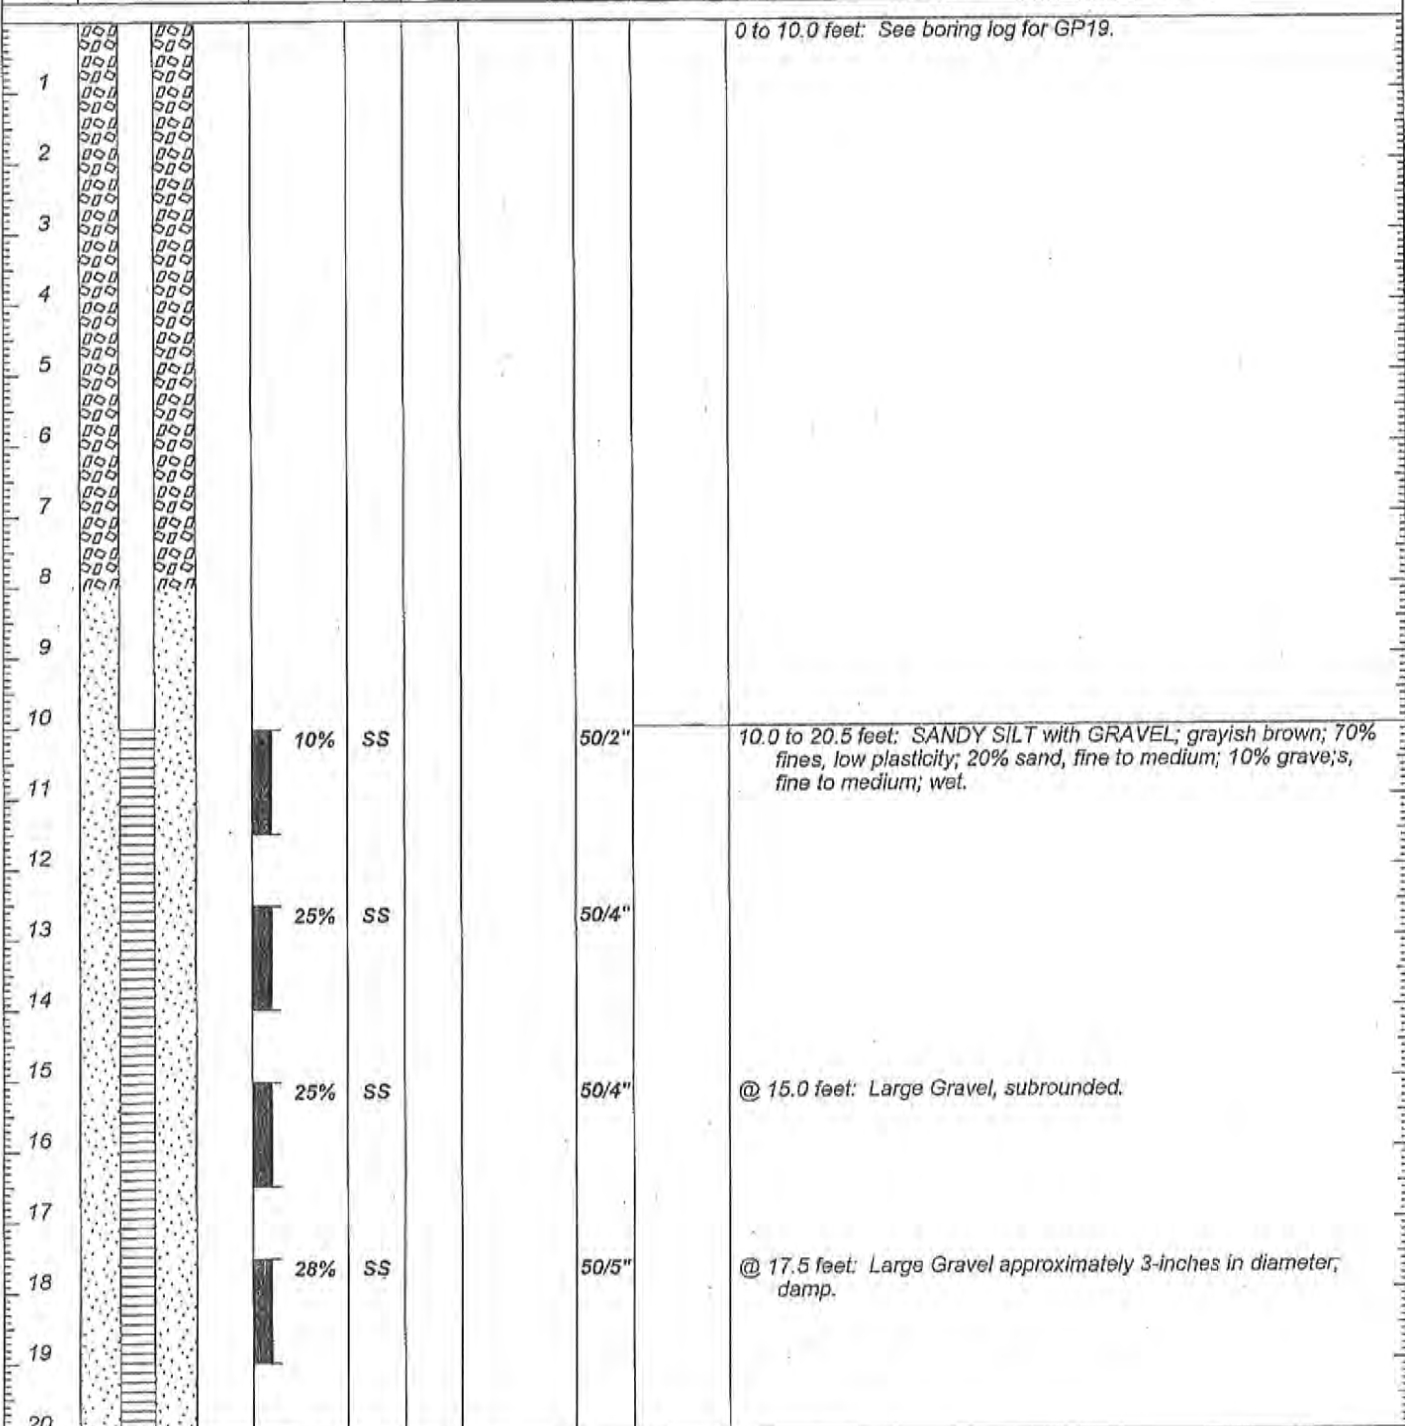 0 to 10.0 feet: See boring log for GP19.
1
2
3
4
5
6
7
8
9
10
10% SS 50/2" 10.0 to 20.5 feet: SANDY SILT with GRAVEL; grayish brown; 70%
fines, low plasticity; 20% sand, fine to medium; 10% grave;s,
fine to medium; wet.
11
12
25% SS 50/4"
13
14
15
25% SS 50/4" @ 15.0 feet: Large Gravel, subrounded.
16
17
28% SS 50/5" @ 17.5 feet: Large Gravel approximately 3-inches in diameter,
damp.
18
19
20